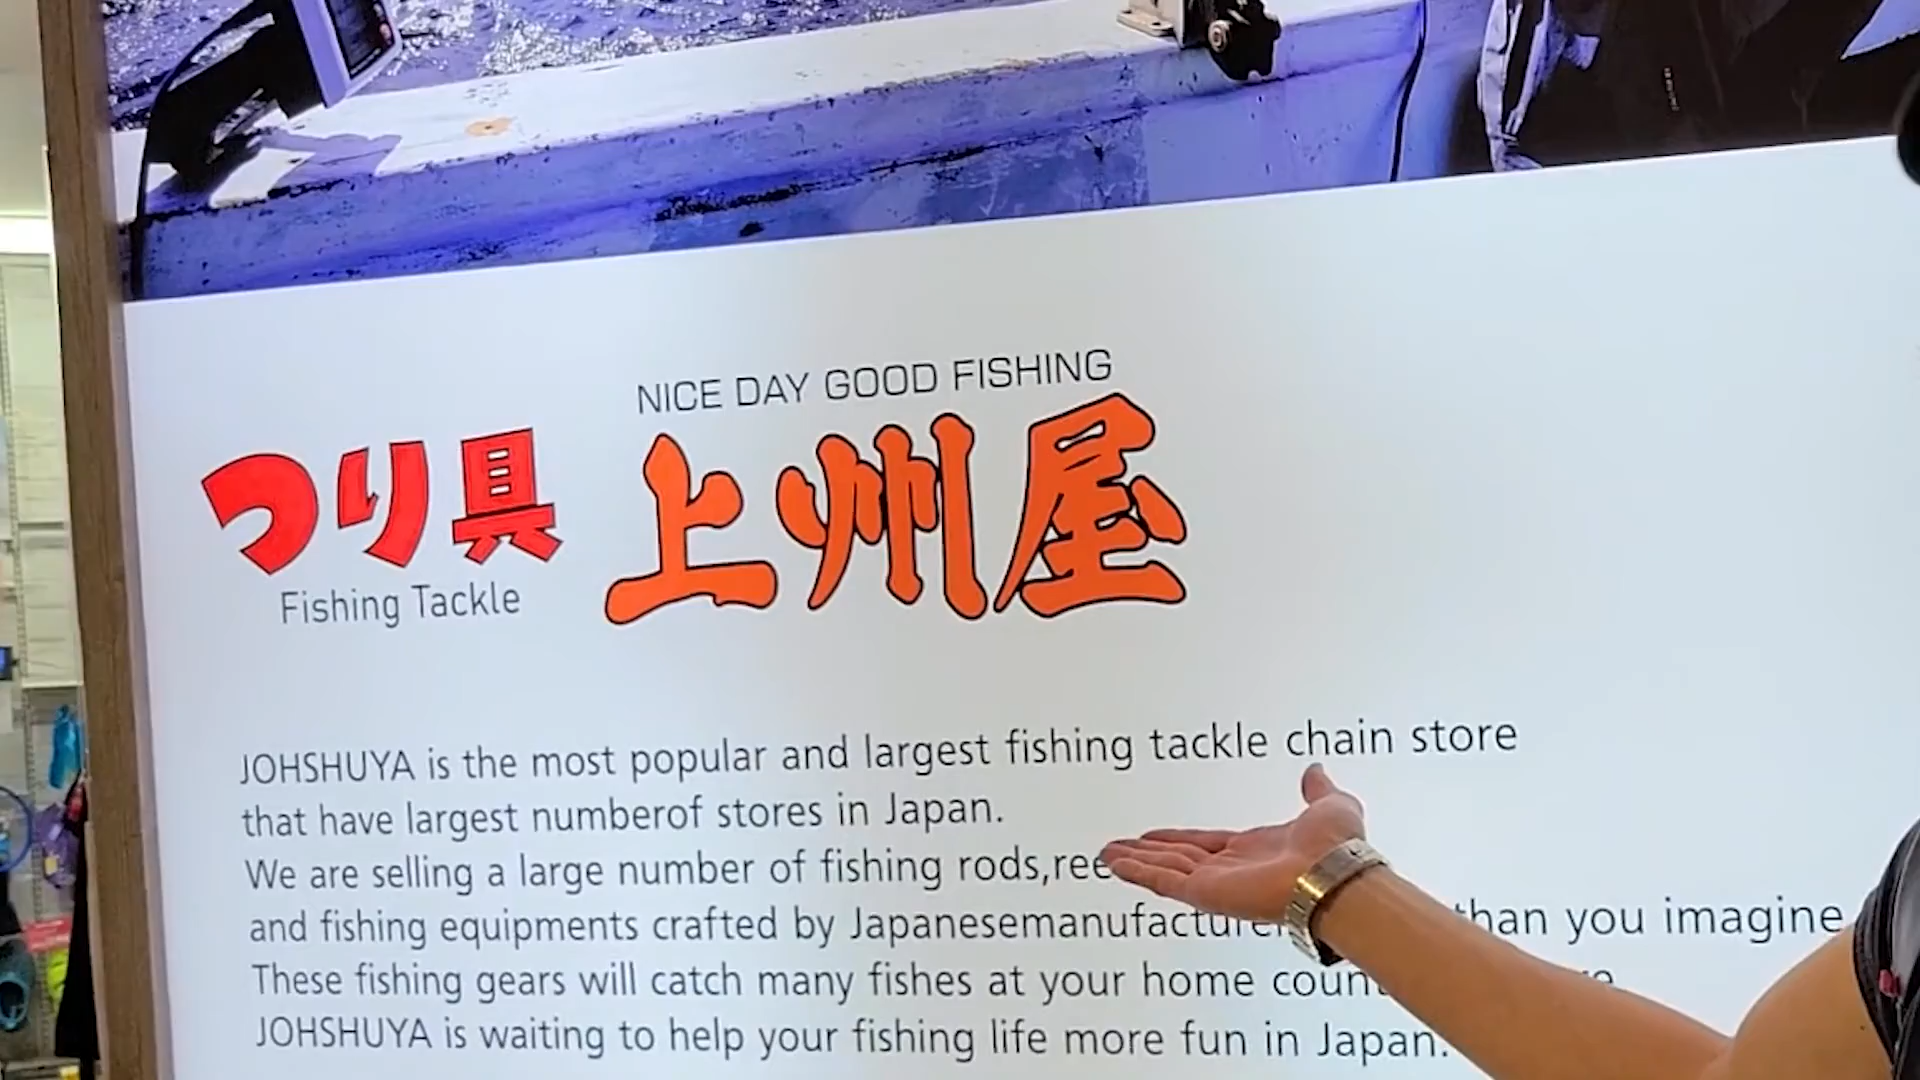 NICE DAY GOOD FISHING
つり具 上州屋
Fishing Tackle
JOHSHUYA is the most popular and largest fishing tackle chain store
that have largest numberof stores in Japan.
We are selling a large number of fishing rods,
and fishing equipments crafted by than you imagine
These fishing gears will catch many fishes at your home
JOHSHUYA is waiting to help your fishing life more fun in Japan.